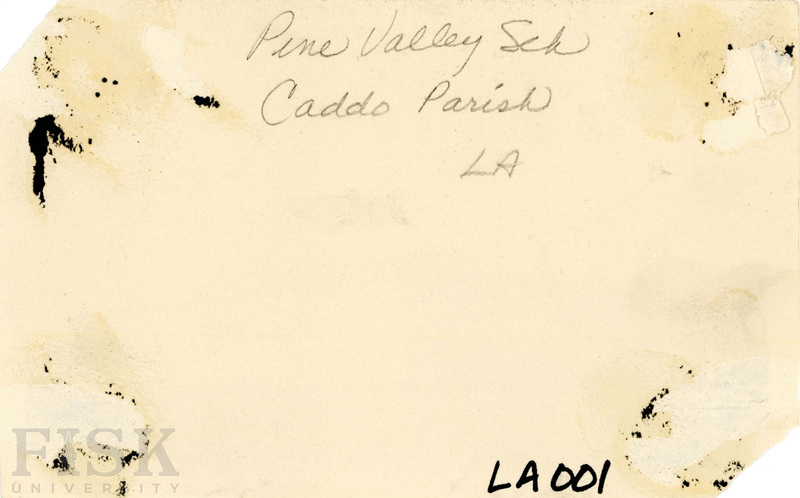 Pine Valley Sch
Caddo Parish
LA
FISK
UNIVERSITY
LA001